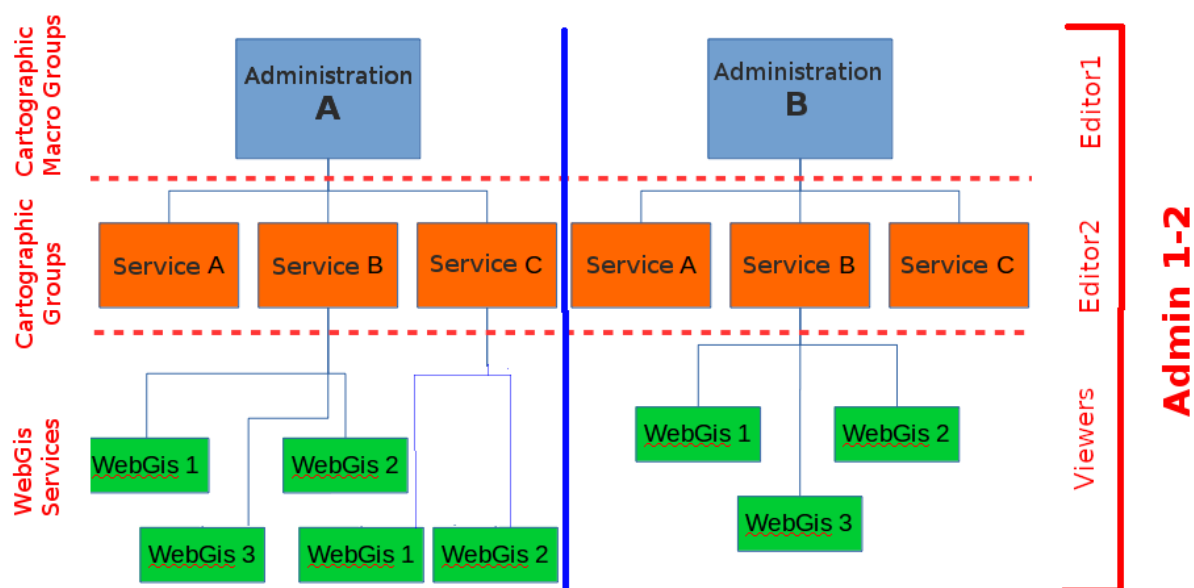 Cartographic
Macro Groups
Administration
A
Administration
B
Editor1
Cartographic
Groups
Service A
Service B
Service C
Service A
Service B
Service C
Editor2
Admin 1-2
WebGis
Services
WebGis 1
WebGis 2
WebGis 3
WebGis 1
WebGis 2
WebGis 1
WebGis 2
WebGis 3
Viewers